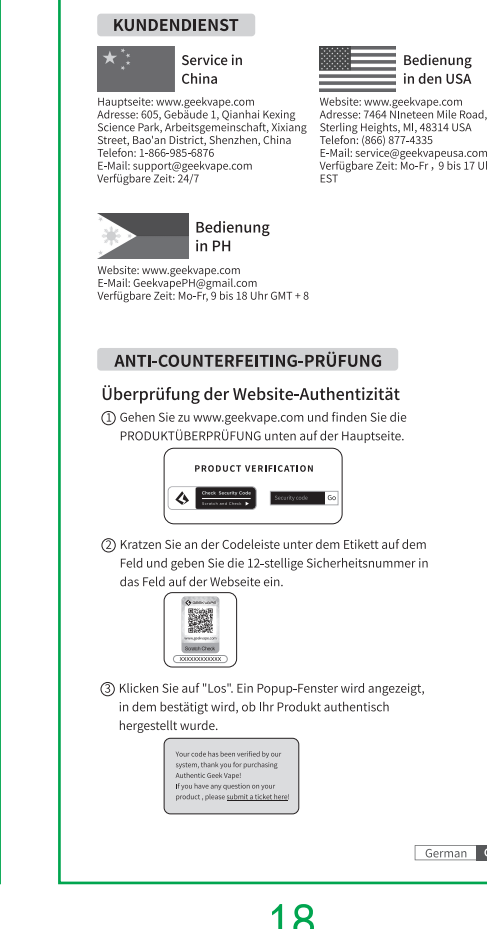 KUNDENDIENST
Service in
China
Hauptseite: www.geekvape.com
Adresse: 605, Gebäude 1, Qianhai Kexing
Science Park, Arbeitsgemeinschaft, Xixiang
Street, Bao'an District, Shenzhen, China
Telefon: 1-866-985-6876
E-Mail: support@geekvape.com
Verfügbare Zeit: 24/7
Bedienung
in den USA
Website: www.geekvape.com
Adresse: 7464 NIneteen Mile Road,
Sterling Heights, MI, 48314 USA
Telefon: (866) 877-4335
E-Mail: service@geekvapeusa.com
Verfügbare Zeit: Mo-Fr , 9 bis 17
EST
Bedienung
in PH
Website: www.geekvape.com
E-Mail: GeekvapePH@gmail.com
Verfügbare Zeit: Mo-Fr, 9 bis 18 Uhr GMT + 8
ANTI-COUNTERFEITING-PRÜFUNG
Überprüfung der Website-Authentizität
① Gehen Sie zu www.geekvape.com und finden Sie die
PRODUKTÜBERPRÜFUNG unten auf der Hauptseite.
PRODUCT VERIFICATION
Check Security Code
Scratch and Check
Security code
Go
② Kratzen Sie an der Codeleiste unter dem Etikett auf dem
Feld und geben Sie die 12-stellige Sicherheitsnummer in
das Feld auf der Webseite ein.
www.geekvape.com
Scratch Check
XXXXXXXXXXXX
③ Klicken Sie auf "Los". Ein Popup-Fenster wird angezeigt,
in dem bestätigt wird, ob Ihr Produkt authentisch
hergestellt wurde.
Your code has been verified by our
system, thank you for purchasing
Authentic Geek Vape!
If you have any question on your
product , please submit a ticket here!
German
18